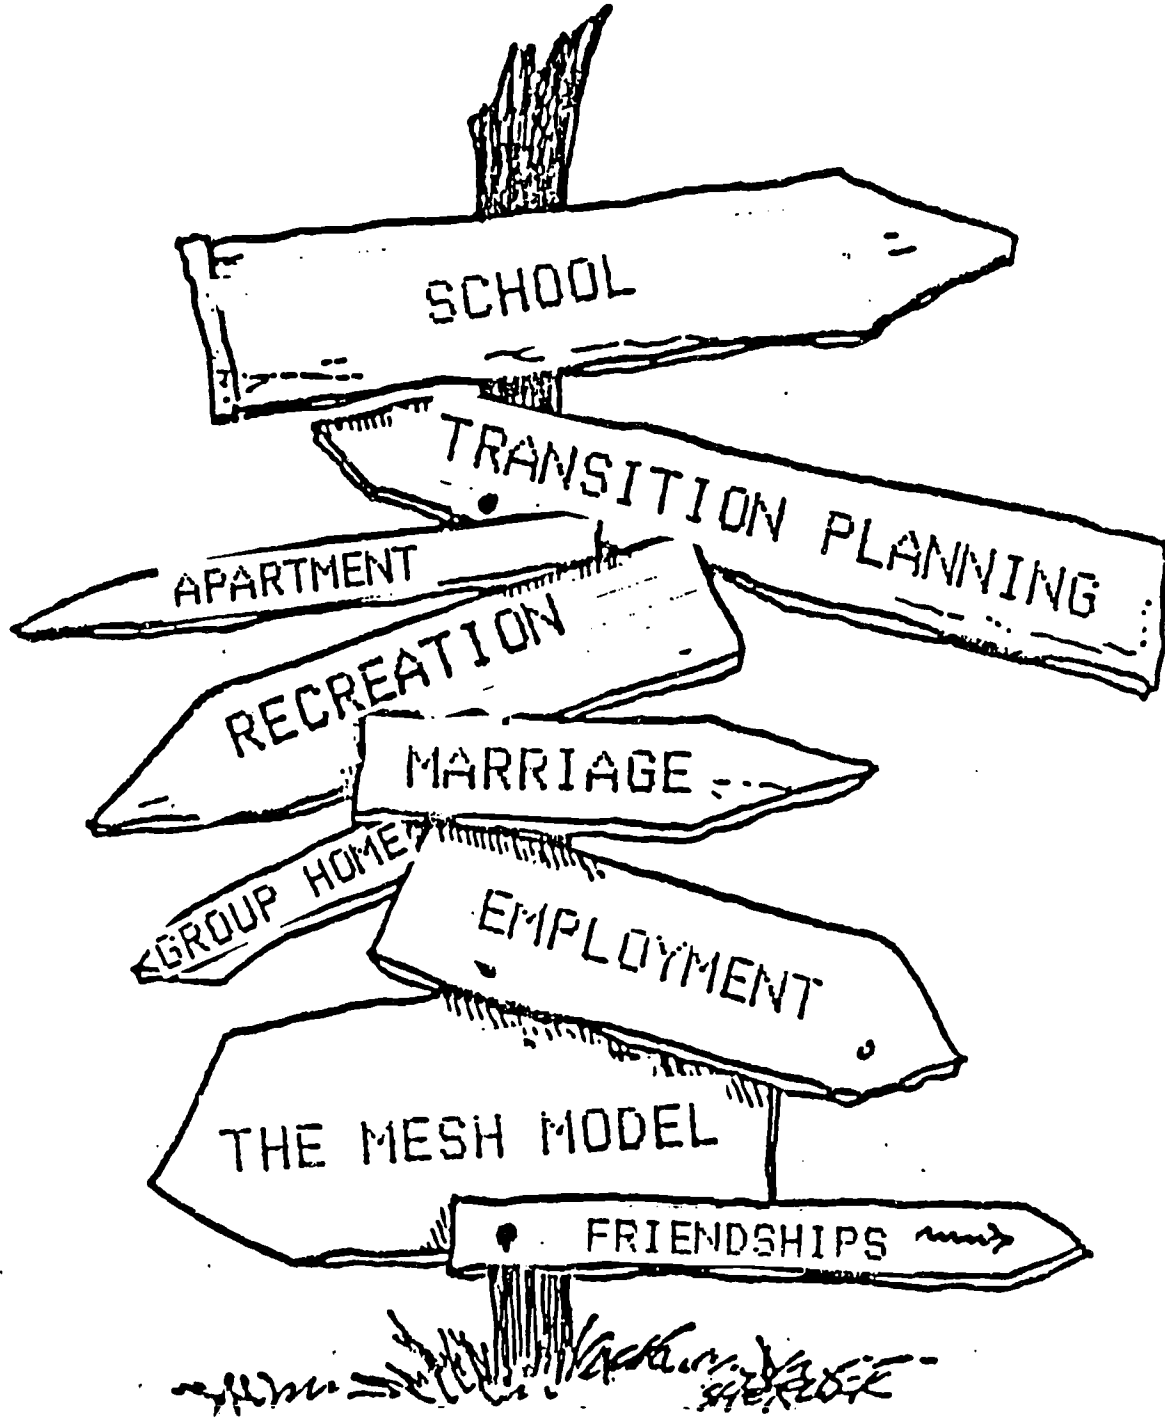 SCHOOL
TRANSITION PLANNING
APARTMENT
RECREATION
MARRIAGE
GROUP HOME
EMPLOYMENT
THE MESH MODEL
FRIENDSHIPS